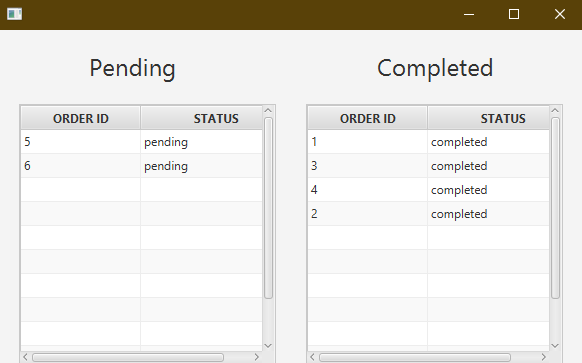 Pending
ORDER ID STATUS
5 pending
6 pending
Completed
ORDER ID STATUS
1 completed
3 completed
4 completed
2 completed